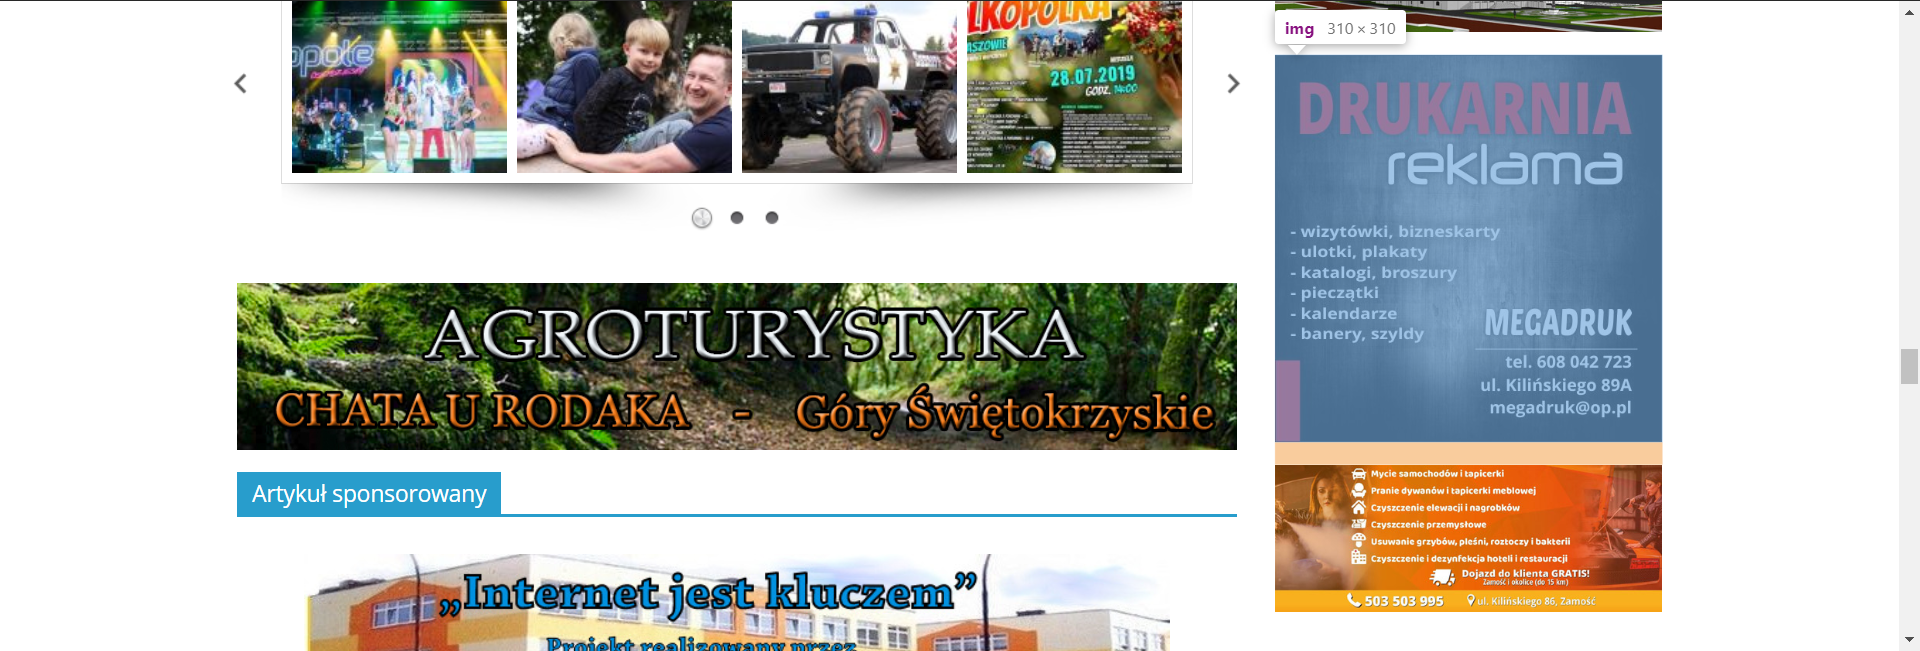 opole
LKOPOLKA
28.07.2019
GODZ. 14:00
AGROTURYSTYKA
CHATA U RODAKA - Góry Świętokrzyskie
Artykuł sponsorowany
„Internet jest kluczem”
Projekt realizowany przez
img 310 × 310
DRUKARNIA
reklama
- wizytówki, bizneskarty
- ulotki, plakaty
- katalogi, broszury
- pieczątki
- kalendarze
- banery, szyldy
MEGADRUK
tel. 608 042 723
ul. Kilińskiego 89A
megadruk@op.pl
Mycie samochodów i tapicerki
Pranie dywanów i tapicerki meblowej
Czyszczenie elewacji i nagrobków
Czyszczenie przemysłowe
Usuwanie grzybów, pleśni, roztoczy i bakterii
Czyszczenie i dezynfekcja hoteli i restauracji
Dojazd do klienta GRATIS!
Zamość i okolice (do 15 km)
503 503 995 ul. Kilińskiego 86, Zamość